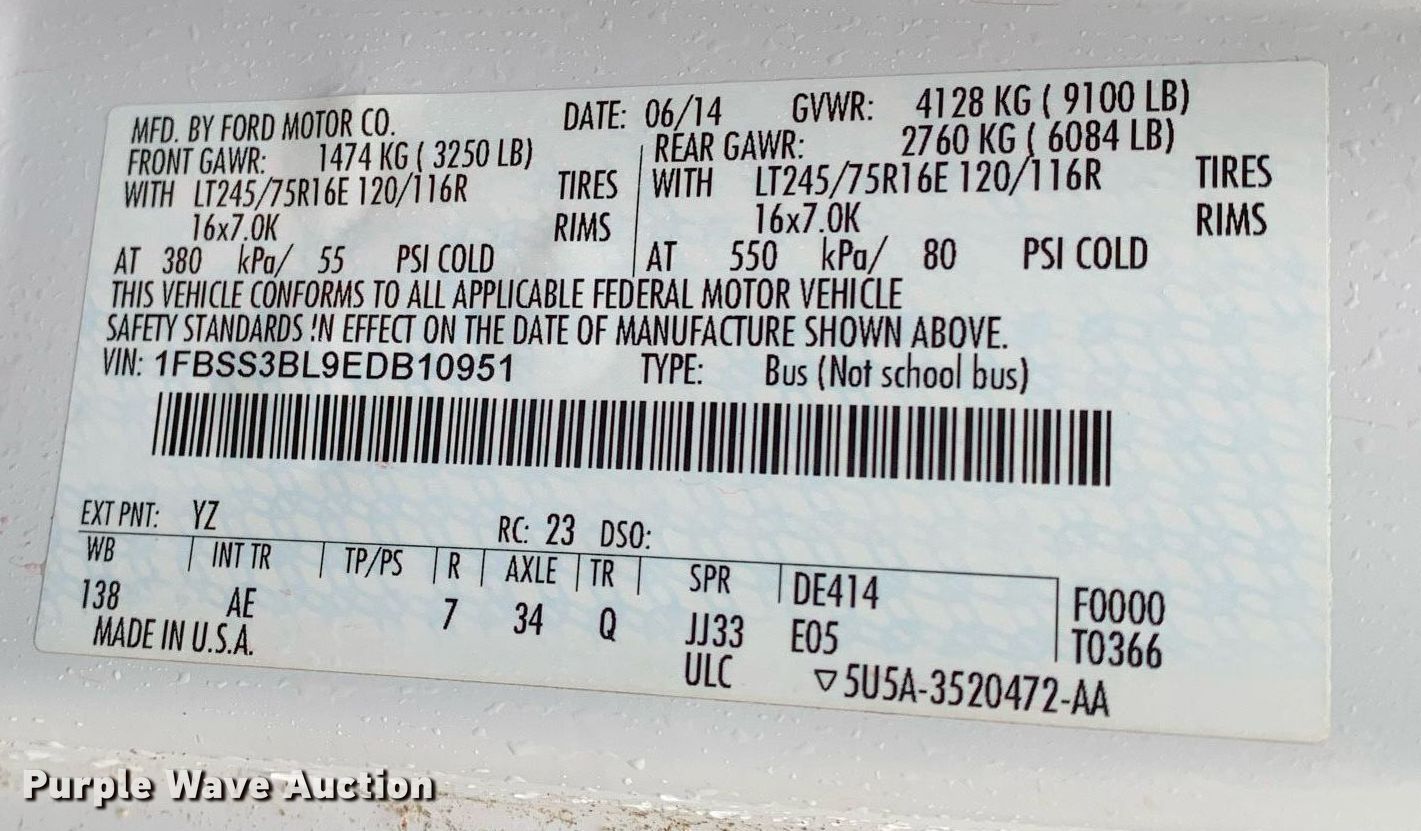 MFD. BY FORD MOTOR CO. DATE: 06/14 GVWR: 4128 KG ( 9100 LB)
FRONT GAWR: 1474 KG ( 3250 LB) REAR GAWR: 2760 KG ( 6084 LB)
WITH LT245/75R16E 120/116R TIRES WITH LT245/75R16E 120/116R TIRES
16x7.0K RIMS 16x7.0K RIMS
AT 380 kPa/ 55 PSI COLD AT 550 kPa/ 80 PSI COLD
THIS VEHICLE CONFORMS TO ALL APPLICABLE FEDERAL MOTOR VEHICLE
SAFETY STANDARDS IN EFFECT ON THE DATE OF MANUFACTURE SHOWN ABOVE.
VIN: 1FBSS3BL9EDB10951 TYPE: Bus (Not school bus)
EXT PNT: YZ RC: 23 DSO:
WB INT TR TP/PS R AXLE TR SPR DE414 F0000
138 AE 7 34 Q JJ33 E05 T0366
MADE IN U.S.A. ULC ▽5U5A-3520472-AA
Purple Wave Auction